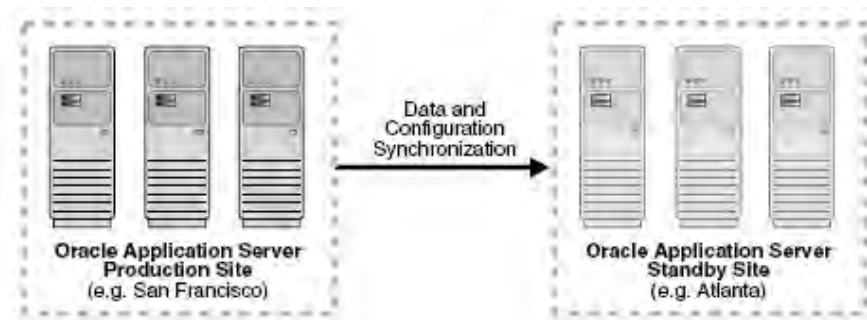 Data and
Configuration
Synchronization
Oracle Application Server
Production Site
(e.g. San Francisco)
Oracle Application Server
Standby Site
(e.g. Atlanta)